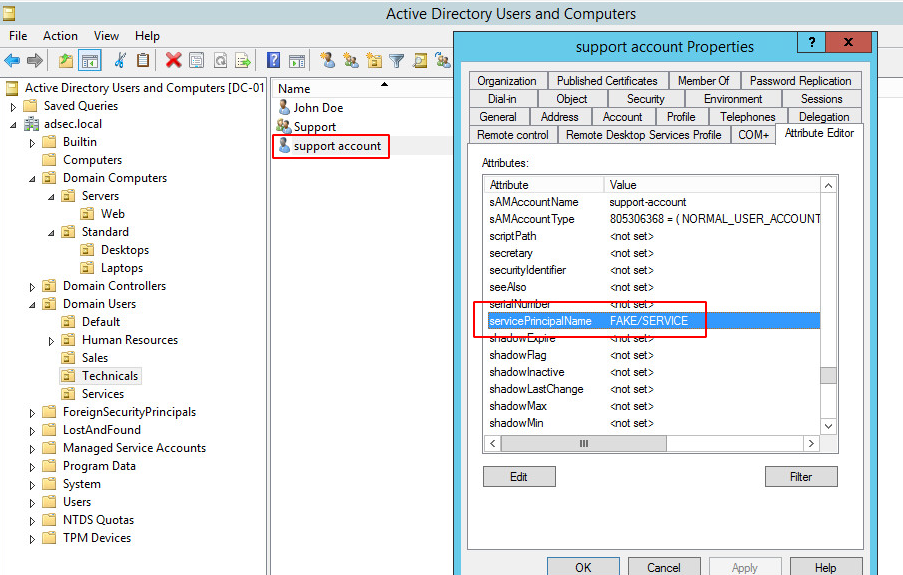 Active Directory Users and Computers
File Action View Help
Active Directory Users and Computers [DC-01
Saved Queries
adsec.local
Builtin
Computers
Domain Computers
Servers
Web
Standard
Desktops
Laptops
Domain Controllers
Domain Users
Default
Human Resources
Sales
Technicals
Services
ForeignSecurityPrincipals
LostAndFound
Managed Service Accounts
Program Data
System
Users
NTDS Quotas
TPM Devices
Name
John Doe
Support
support account
support account Properties
? x
Organization Published Certificates Member Of Password Replication
Dial-in Object Security Environment Sessions
General Address Account Profile Telephones Delegation
Remote control Remote Desktop Services Profile COM+ Attribute Editor
Attributes:
Attribute Value
sAMAccountName support-account
sAMAccountType 805306368 = ( NORMAL_USER_ACCOUNT
scriptPath <not set>
secretary <not set>
securityIdentifier <not set>
seeAlso <not set>
serialNumber <not set>
servicePrincipalName FAKE/SERVICE
shadowExpire <not set>
shadowFlag <not set>
shadowInactive <not set>
shadowLastChange <not set>
shadowMax <not set>
shadowMin <not set>
Edit Filter
OK Cancel Apply Help